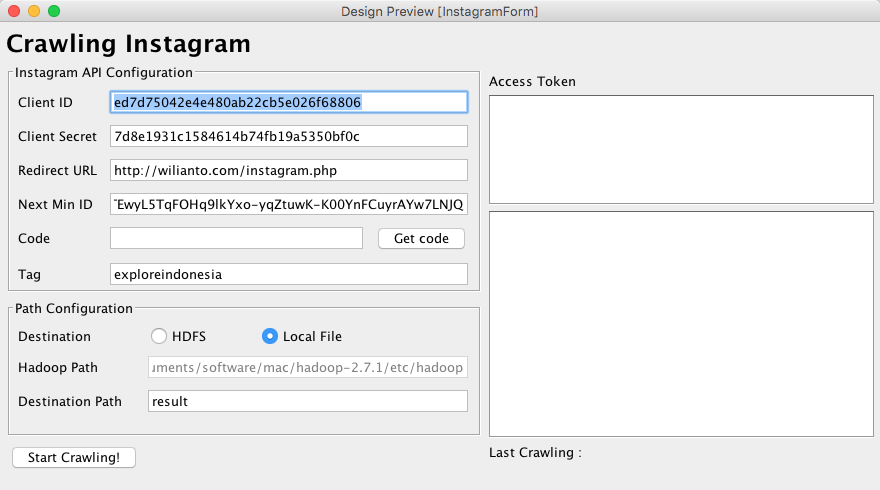 Design Preview [InstagramForm]
Crawling Instagram
Instagram API Configuration
Client ID ed7d75042e4e480ab22cb5e026f68806
Client Secret 7d8e1931c1584614b74fb19a5350bf0c
Redirect URL http://wilianto.com/instagram.php
Next Min ID EwyL5TqFOHq9lkYxo-yqZtuwK-K00YnFCuyrAYw7LNJQ
Code Get code
Tag exploreindonesia
Path Configuration
Destination HDFS Local File
Hadoop Path uments/software/mac/hadoop-2.7.1/etc/hadoop
Destination Path result
Start Crawling!
Access Token
Last Crawling :